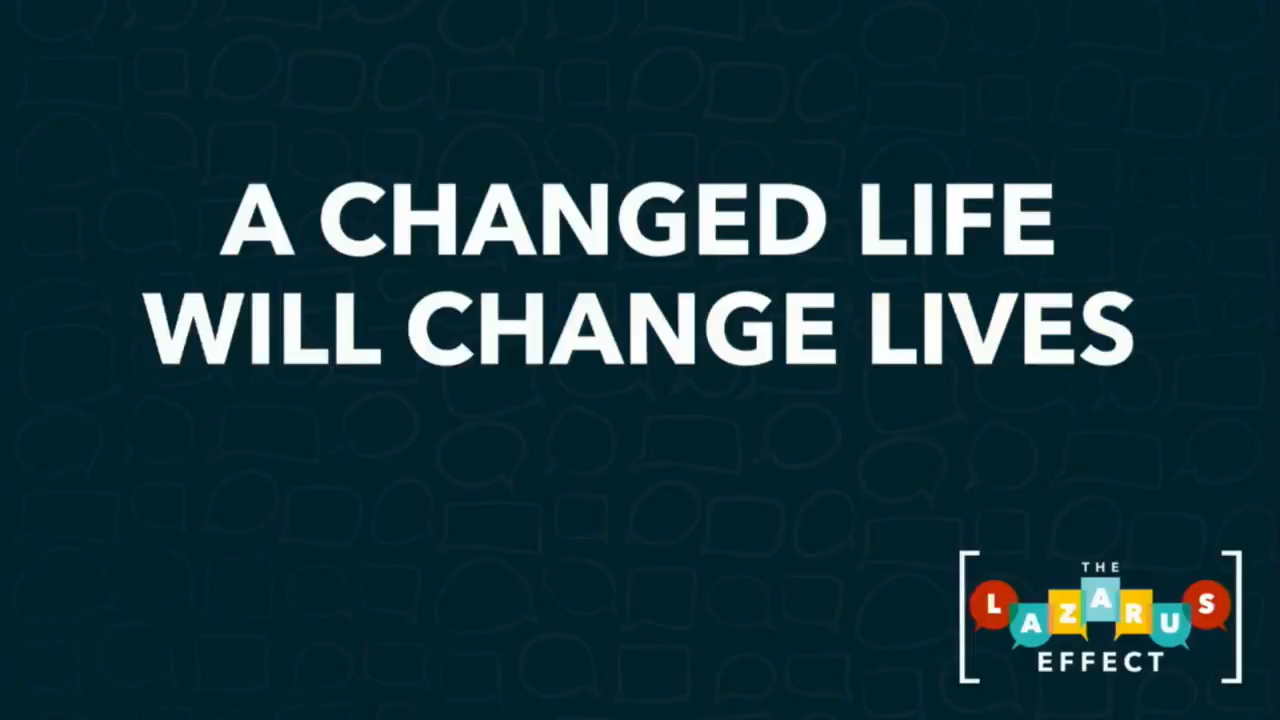 A CHANGED LIFE
WILL CHANGE LIVES
THE
LAZARUS
EFFECT